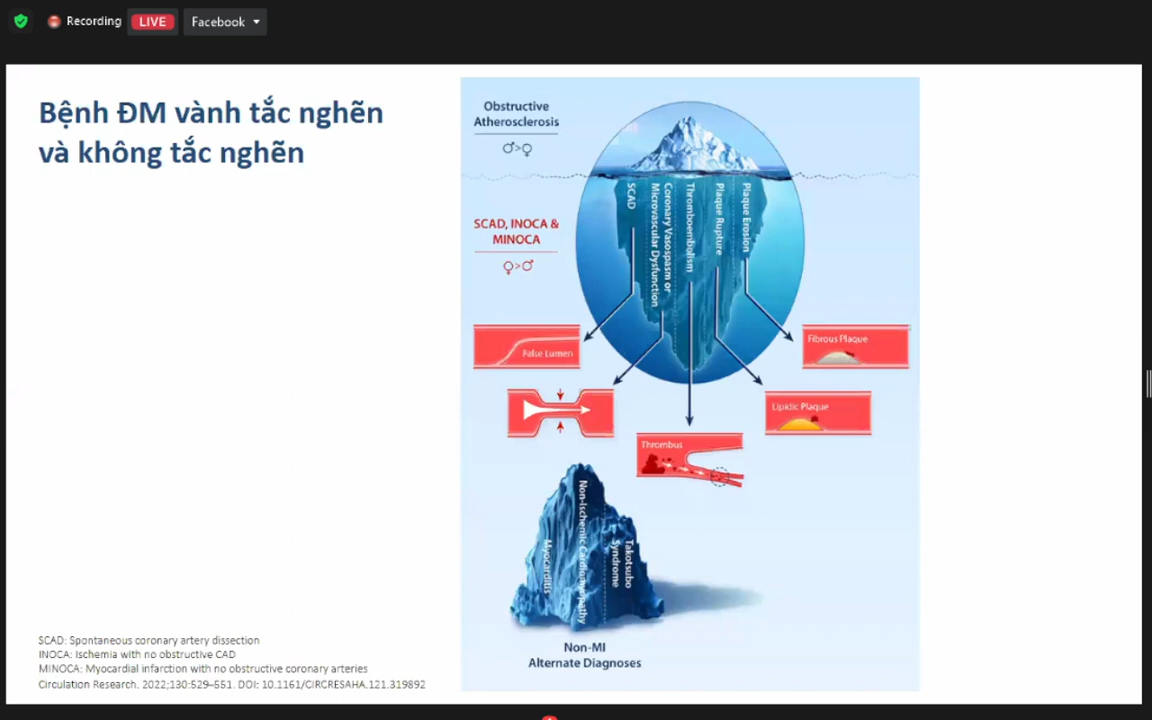 Recording
LIVE
Facebook
Bệnh ĐM vành tắc nghẽn
và không tắc nghẽn
Obstructive
Atherosclerosis
♂>♀
SCAD, INOCA &
MINOCA
♀>♂
SCAD
Coronary Vasospasm or
Microvascular Dysfunction
Thromboembolism
Plaque Rupture
Plaque Erosion
False Lumen
Fibrous Plaque
Lipidic Plaque
Thrombus
Myocarditis
Non-Ischemic Cardiomyopathy
Takotsubo
Syndrome
Non-MI
Alternate Diagnoses
SCAD: Spontaneous coronary artery dissection
INOCA: Ischemia with no obstructive CAD
MINOCA: Myocardial infarction with no obstructive coronary arteries
Circulation Research. 2022;130:529–551. DOI: 10.1161/CIRCRESAHA.121.319892